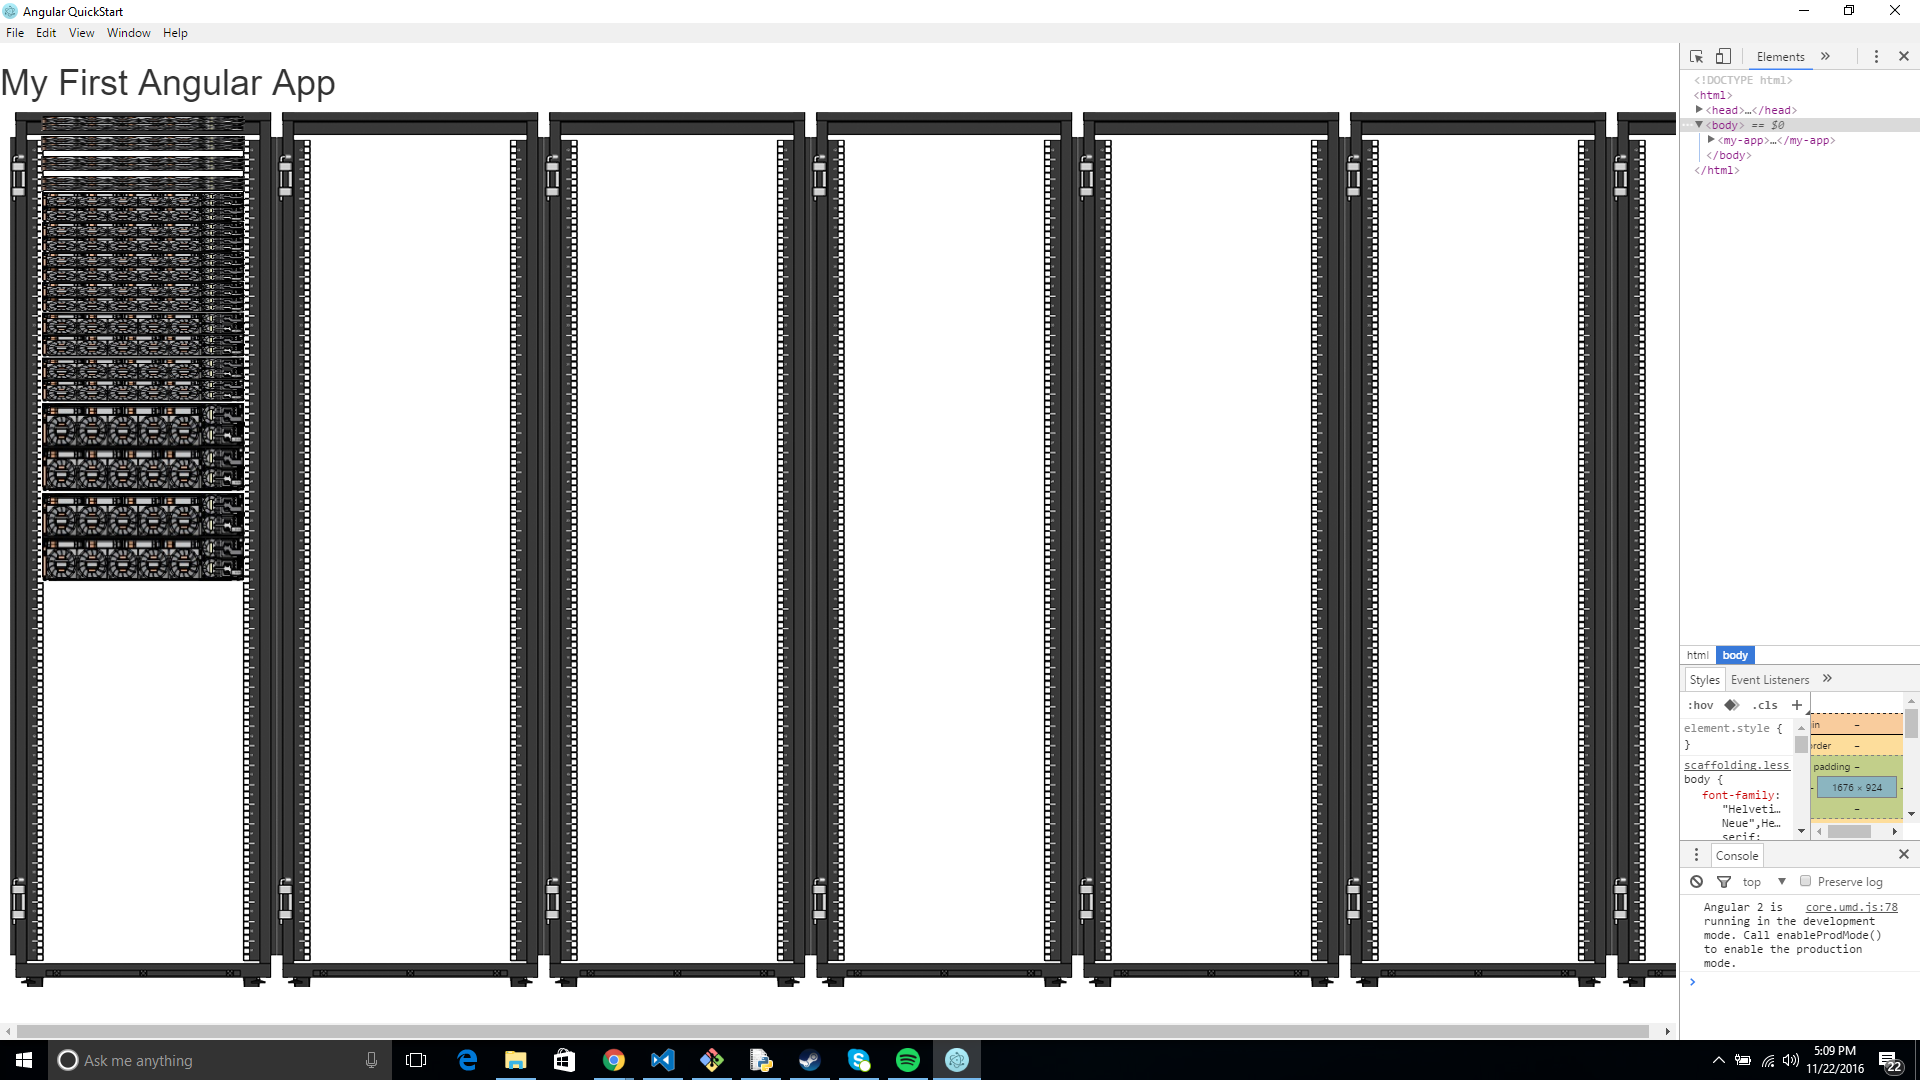 Angular QuickStart
File Edit View Window Help
My First Angular App
Elements
<!DOCTYPE html>
<html>
<head>…</head>
<body> == $0
<my-app>…</my-app>
</body>
</html>
html body
Styles Event Listeners
:hov .cls +
element.style {
}
scaffolding.less
body {
font-family:
"Helveti…
Neue",He…
serif;
in –
rder –
padding –
1676 × 924
–
Console
top Preserve log
Angular 2 is core.umd.js:78
running in the development
mode. Call enableProdMode()
to enable the production
mode.
Ask me anything
5:09 PM
11/22/2016
22